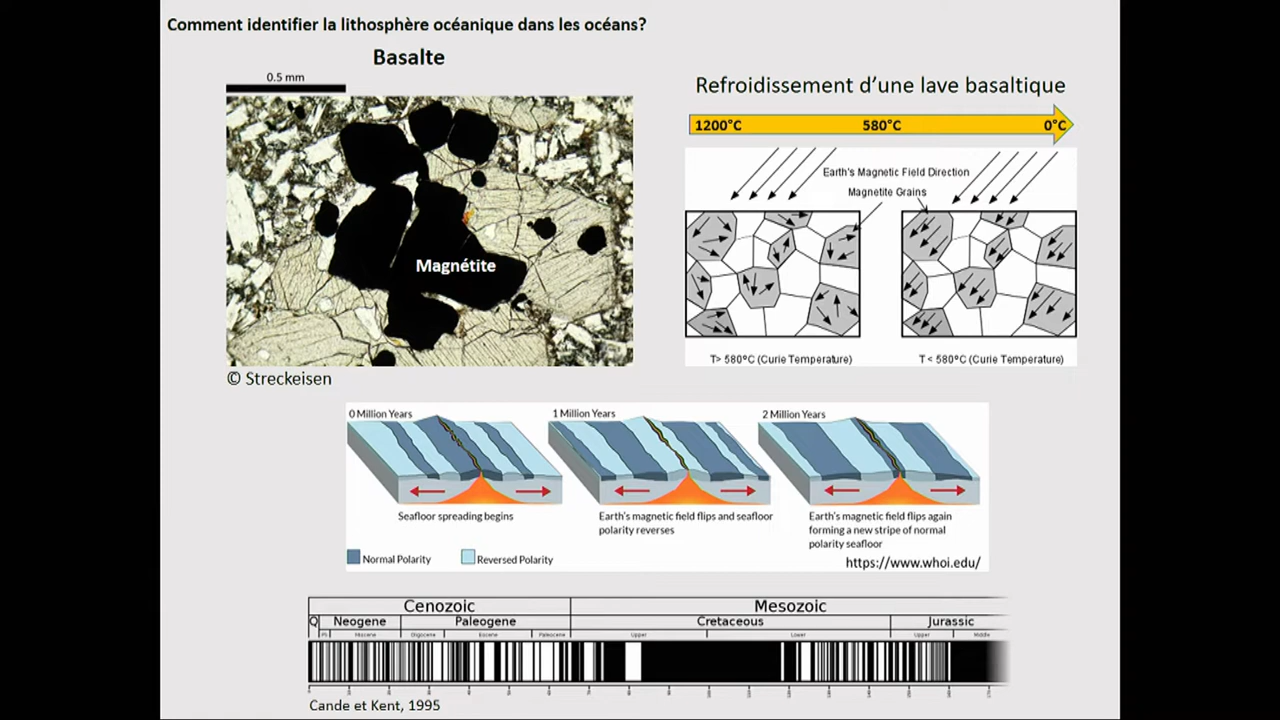 Comment identifier la lithosphère océanique dans les océans?
Basalte
0.5 mm
Magnétite
© Streckeisen
Refroidissement d’une lave basaltique
1200°C 580°C 0°C
Earth's Magnetic Field Direction
Magnetite Grains
T> 580°C (Curie Temperature) T < 580°C (Curie Temperature)
0 Million Years
Seafloor spreading begins
1 Million Years
Earth's magnetic field flips and seafloor
polarity reverses
2 Million Years
Earth's magnetic field flips again
forming a new stripe of normal
polarity seafloor
Normal Polarity Reversed Polarity
https://www.whoi.edu/
Cenozoic Mesozoic
Q Neogene Paleogene Cretaceous Jurassic
Miocene Oligocene Eocene Paleocene Upper Lower Upper Middle
Cande et Kent, 1995